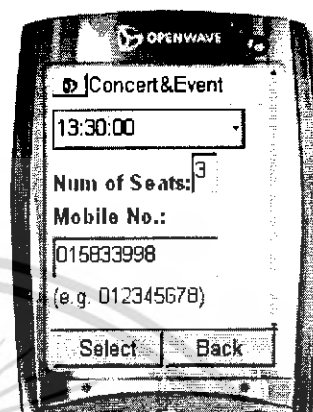 OPENWAVE
Concert&Event
13:30:00
Num of Seats: 3
Mobile No.:
015833998
(e.g. 012345678)
Select Back